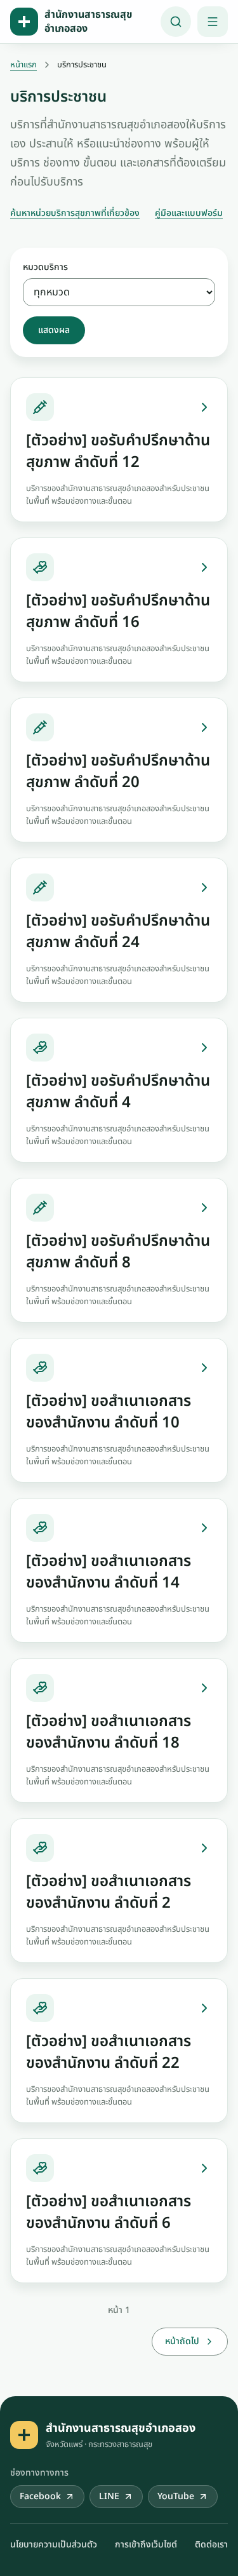 สำนักงานสาธารณสุข
อำเภอสอง
หน้าแรก
บริการประชาชน
บริการประชาชน
บริการที่สำนักงานสาธารณสุขอำเภอสองให้บริการ
เอง ประสานให้ หรือแนะนำช่องทาง พร้อมเหตุผู้
ให้บริการ ช่องทาง ขั้นตอน และเอกสารที่ต้องเตรียม
ก่อนไปรับบริการ
ค้นหาหน่วยบริการสุขภาพที่เกี่ยวข้อง
คู่มือและแบบฟอร์ม
หมวดบริการ
ทุกหมวด
แสดงผล
[ตัวอย่าง] ขอรับคำปรึกษาด้าน
สุขภาพ ลำดับที่ 12
บริการของสำนักงานสาธารณสุขอำเภอสองสำหรับประชาชน
ในพื้นที่ พร้อมช่องทางและขั้นตอน
[ตัวอย่าง] ขอรับคำปรึกษาด้าน
สุขภาพ ลำดับที่ 16
บริการของสำนักงานสาธารณสุขอำเภอสองสำหรับประชาชน
ในพื้นที่ พร้อมช่องทางและขั้นตอน
[ตัวอย่าง] ขอรับคำปรึกษาด้าน
สุขภาพ ลำดับที่ 20
บริการของสำนักงานสาธารณสุขอำเภอสองสำหรับประชาชน
ในพื้นที่ พร้อมช่องทางและขั้นตอน
[ตัวอย่าง] ขอรับคำปรึกษาด้าน
สุขภาพ ลำดับที่ 24
บริการของสำนักงานสาธารณสุขอำเภอสองสำหรับประชาชน
ในพื้นที่ พร้อมช่องทางและขั้นตอน
[ตัวอย่าง] ขอรับคำปรึกษาด้าน
สุขภาพ ลำดับที่ 4
บริการของสำนักงานสาธารณสุขอำเภอสองสำหรับประชาชน
ในพื้นที่ พร้อมช่องทางและขั้นตอน
[ตัวอย่าง] ขอรับคำปรึกษาด้าน
สุขภาพ ลำดับที่ 8
บริการของสำนักงานสาธารณสุขอำเภอสองสำหรับประชาชน
ในพื้นที่ พร้อมช่องทางและขั้นตอน
[ตัวอย่าง] ขอสำเนาเอกสาร
ของสำนักงาน ลำดับที่ 10
บริการของสำนักงานสาธารณสุขอำเภอสองสำหรับประชาชน
ในพื้นที่ พร้อมช่องทางและขั้นตอน
[ตัวอย่าง] ขอสำเนาเอกสาร
ของสำนักงาน ลำดับที่ 14
บริการของสำนักงานสาธารณสุขอำเภอสองสำหรับประชาชน
ในพื้นที่ พร้อมช่องทางและขั้นตอน
[ตัวอย่าง] ขอสำเนาเอกสาร
ของสำนักงาน ลำดับที่ 18
บริการของสำนักงานสาธารณสุขอำเภอสองสำหรับประชาชน
ในพื้นที่ พร้อมช่องทางและขั้นตอน
[ตัวอย่าง] ขอสำเนาเอกสาร
ของสำนักงาน ลำดับที่ 2
บริการของสำนักงานสาธารณสุขอำเภอสองสำหรับประชาชน
ในพื้นที่ พร้อมช่องทางและขั้นตอน
[ตัวอย่าง] ขอสำเนาเอกสาร
ของสำนักงาน ลำดับที่ 22
บริการของสำนักงานสาธารณสุขอำเภอสองสำหรับประชาชน
ในพื้นที่ พร้อมช่องทางและขั้นตอน
[ตัวอย่าง] ขอสำเนาเอกสาร
ของสำนักงาน ลำดับที่ 6
บริการของสำนักงานสาธารณสุขอำเภอสองสำหรับประชาชน
ในพื้นที่ พร้อมช่องทางและขั้นตอน
หน้า 1
หน้าถัดไป
สำนักงานสาธารณสุขอำเภอสอง
จังหวัดแพร่ · กระทรวงสาธารณสุข
ช่องทางทางการ
Facebook
LINE
YouTube
นโยบายความเป็นส่วนตัว
การเข้าถึงเว็บไซต์
ติดต่อเรา